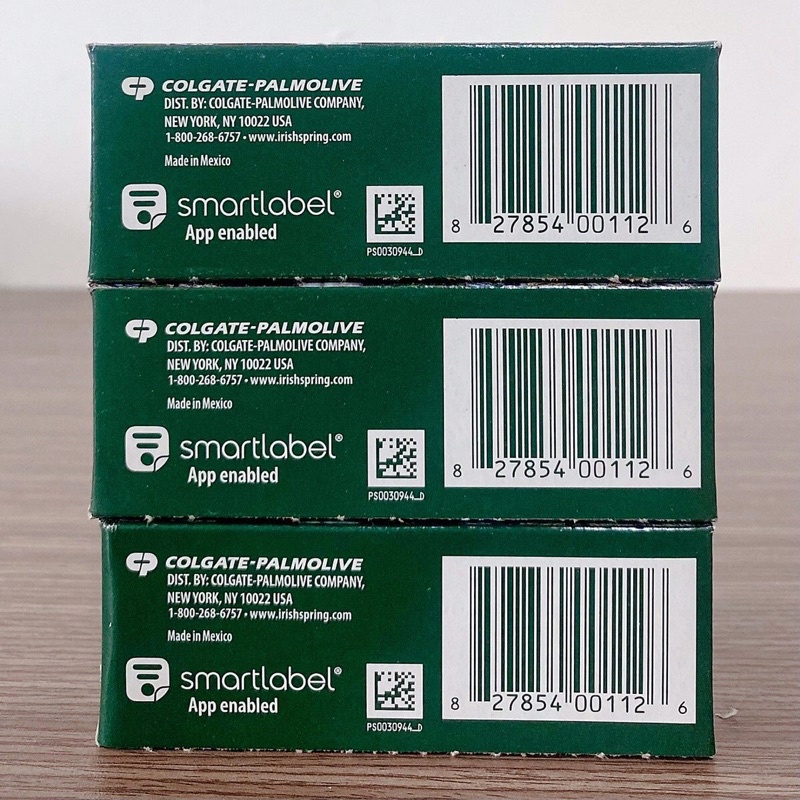 COLGATE-PALMOLIVE
DIST. BY: COLGATE-PALMOLIVE COMPANY,
NEW YORK, NY 10022 USA
1-800-268-6757 • www.irishspring.com
Made in Mexico
smartlabel®
App enabled
PS0030944_D
8 27854 00112 6
COLGATE-PALMOLIVE
DIST. BY: COLGATE-PALMOLIVE COMPANY,
NEW YORK, NY 10022 USA
1-800-268-6757 • www.irishspring.com
Made in Mexico
smartlabel®
App enabled
PS0030944_D
8 27854 00112 6
COLGATE-PALMOLIVE
DIST. BY: COLGATE-PALMOLIVE COMPANY,
NEW YORK, NY 10022 USA
1-800-268-6757 • www.irishspring.com
Made in Mexico
smartlabel®
App enabled
PS0030944_D
8 27854 00112 6